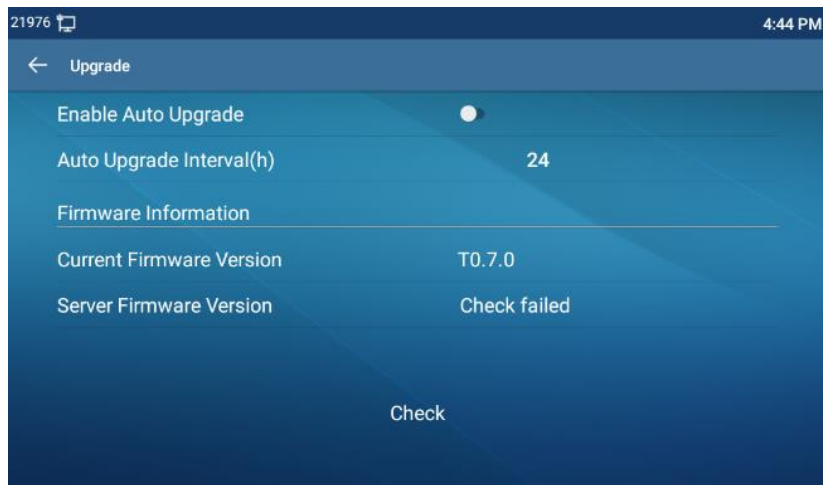 21976 4:44 PM
Upgrade
Enable Auto Upgrade
Auto Upgrade Interval(h) 24
Firmware Information
Current Firmware Version T0.7.0
Server Firmware Version Check failed
Check